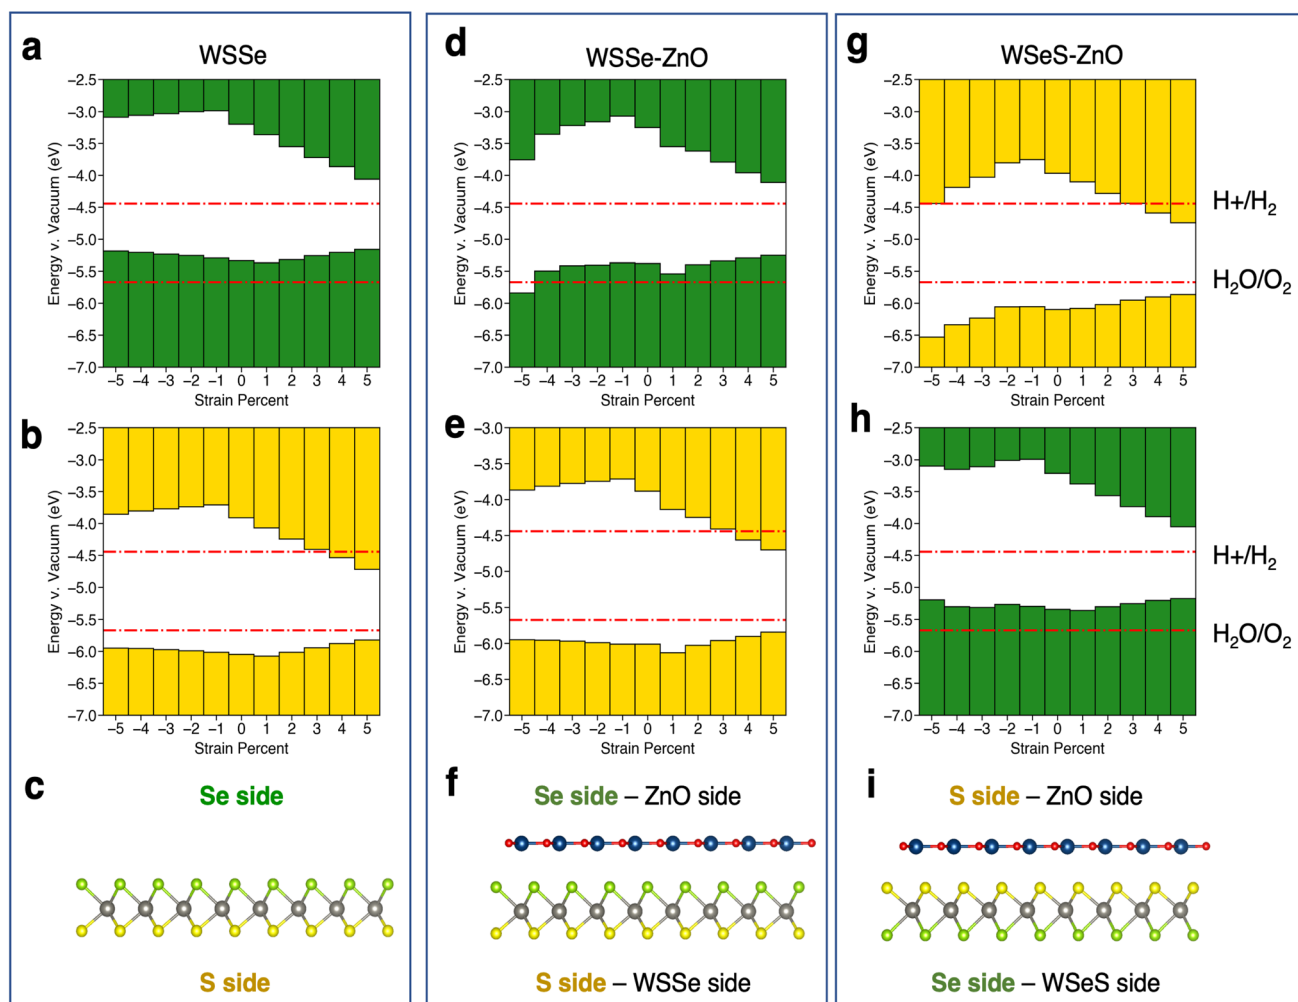 a
WSSe
−2.5
−3.0
−3.5
−4.0
−4.5
−5.0
−5.5
−6.0
−6.5
−7.0
Energy v. Vacuum (eV)
−5 −4 −3 −2 −1 0 1 2 3 4 5
Strain Percent
b
−2.5
−3.0
−3.5
−4.0
−4.5
−5.0
−5.5
−6.0
−6.5
−7.0
Energy v. Vacuum (eV)
−5 −4 −3 −2 −1 0 1 2 3 4 5
Strain Percent
c
Se side
S side
d
WSSe-ZnO
−2.5
−3.0
−3.5
−4.0
−4.5
−5.0
−5.5
−6.0
−6.5
−7.0
Energy v. Vacuum (eV)
−5 −4 −3 −2 −1 0 1 2 3 4 5
Strain Percent
e
−3.0
−3.5
−4.0
−4.5
−5.0
−5.5
−6.0
−6.5
−7.0
Energy v. Vacuum (eV)
−5 −4 −3 −2 −1 0 1 2 3 4 5
Strain Percent
f
Se side – ZnO side
S side – WSSe side
g
WSeS-ZnO
−2.5
−3.0
−3.5
−4.0
−4.5
−5.0
−5.5
−6.0
−6.5
−7.0
Energy v. Vacuum (eV)
−5 −4 −3 −2 −1 0 1 2 3 4 5
Strain Percent
H+/H₂
H₂O/O₂
h
−2.5
−3.0
−3.5
−4.0
−4.5
−5.0
−5.5
−6.0
−6.5
−7.0
Energy v. Vacuum (eV)
−5 −4 −3 −2 −1 0 1 2 3 4 5
Strain Percent
H+/H₂
H₂O/O₂
i
S side – ZnO side
Se side – WSeS side